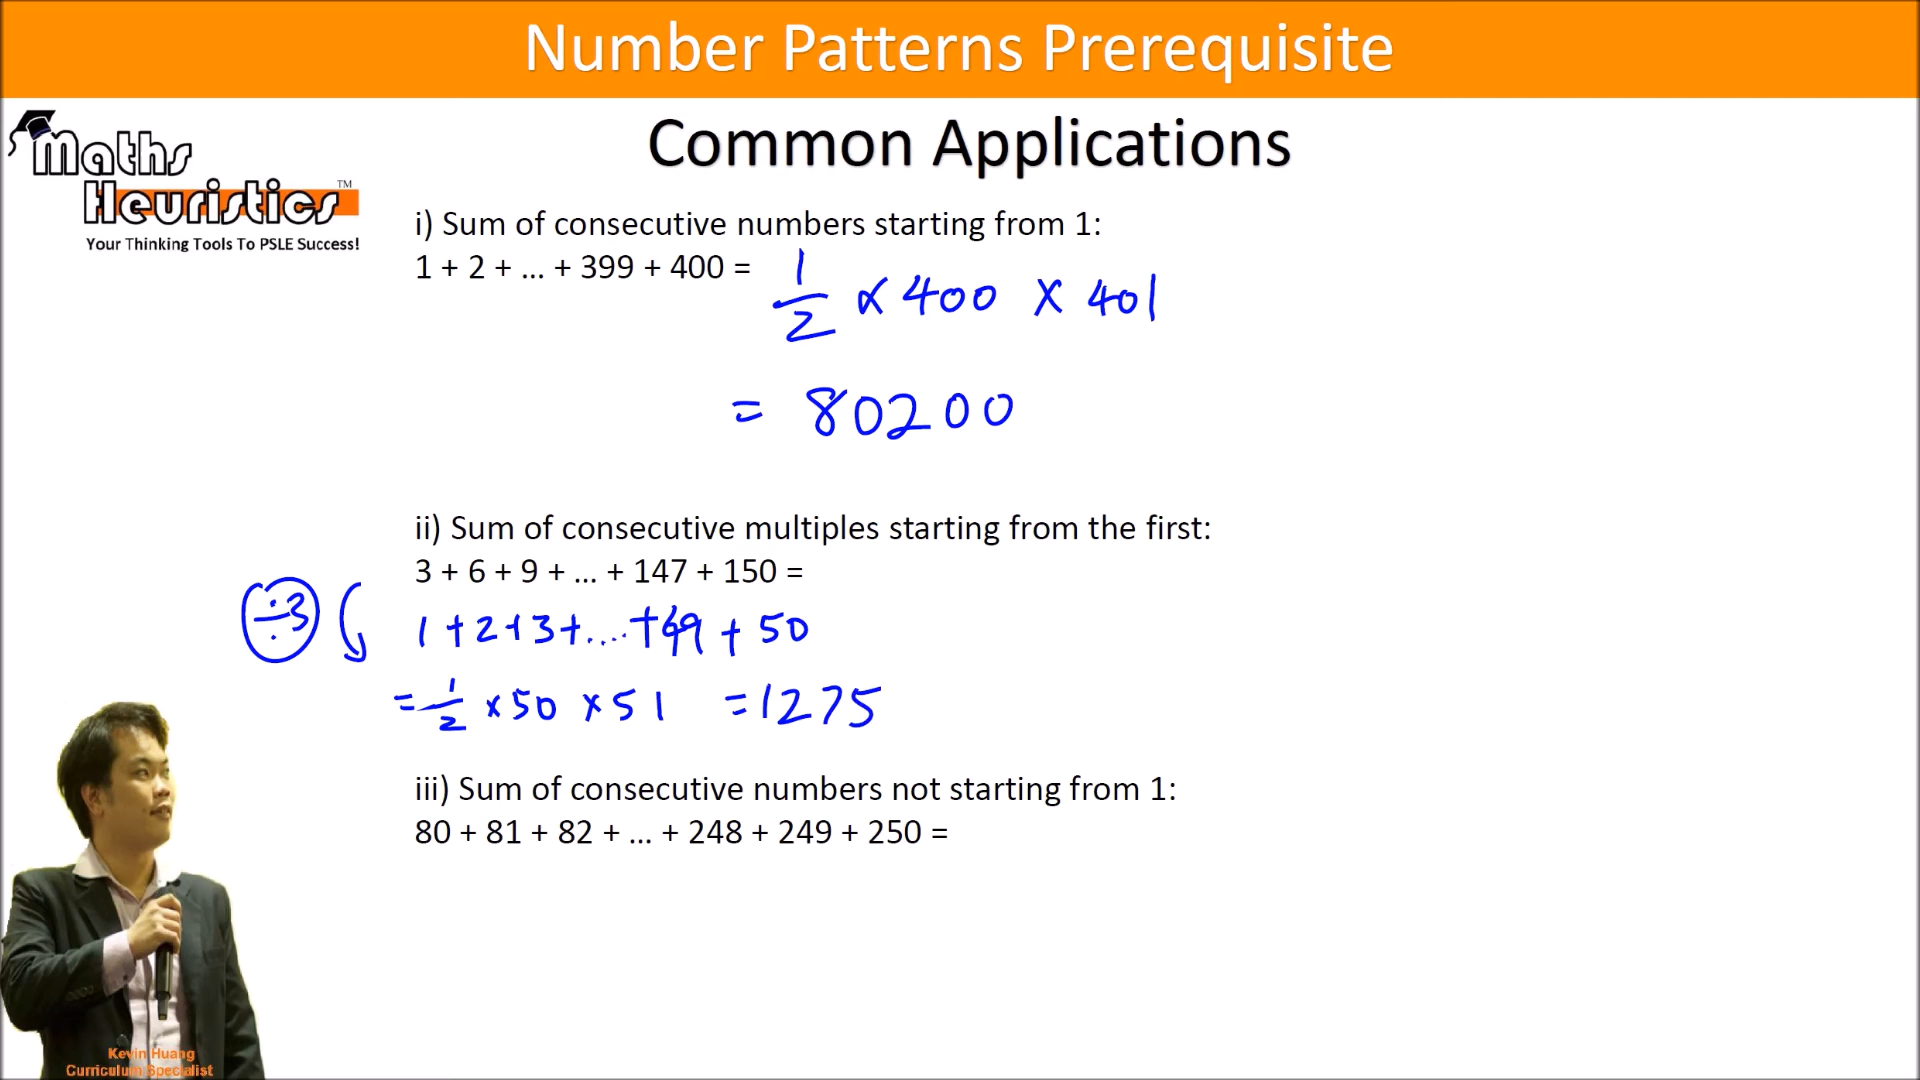 Number Patterns Prerequisite
Maths
Heuristics™
Your Thinking Tools To PSLE Success!
Common Applications
i) Sum of consecutive numbers starting from 1:
1 + 2 + ... + 399 + 400 =
1/2 × 400 × 401
= 80200
ii) Sum of consecutive multiples starting from the first:
3 + 6 + 9 + ... + 147 + 150 =
÷3
1 + 2 + 3 + .... + 49 + 50
= 1/2 × 50 × 51 = 1275
iii) Sum of consecutive numbers not starting from 1:
80 + 81 + 82 + ... + 248 + 249 + 250 =
Kevin Huang
Curriculum Specialist